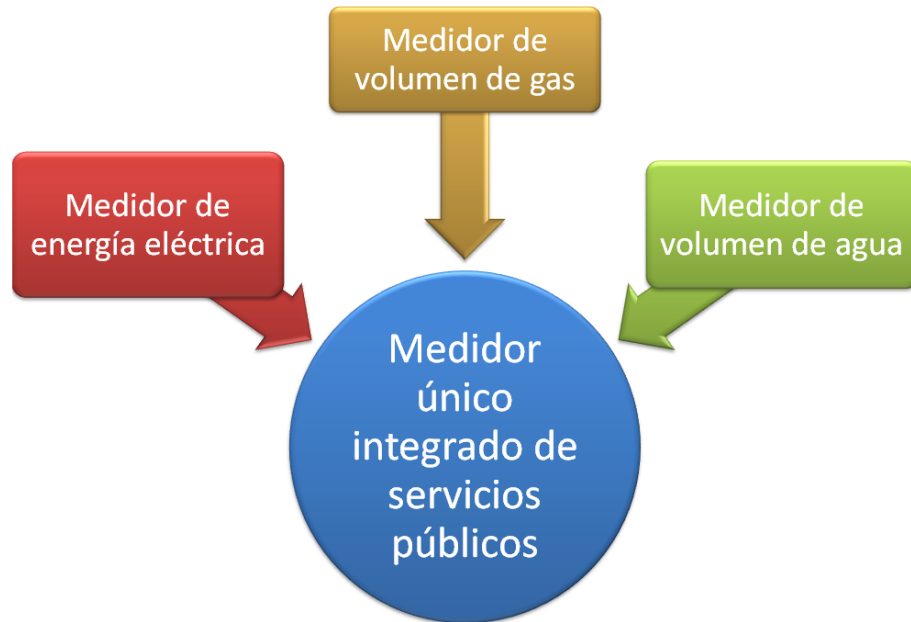 Medidor de
volumen de gas
Medidor de
energía eléctrica
Medidor de
volumen de agua
Medidor
único
integrado de
servicios
públicos